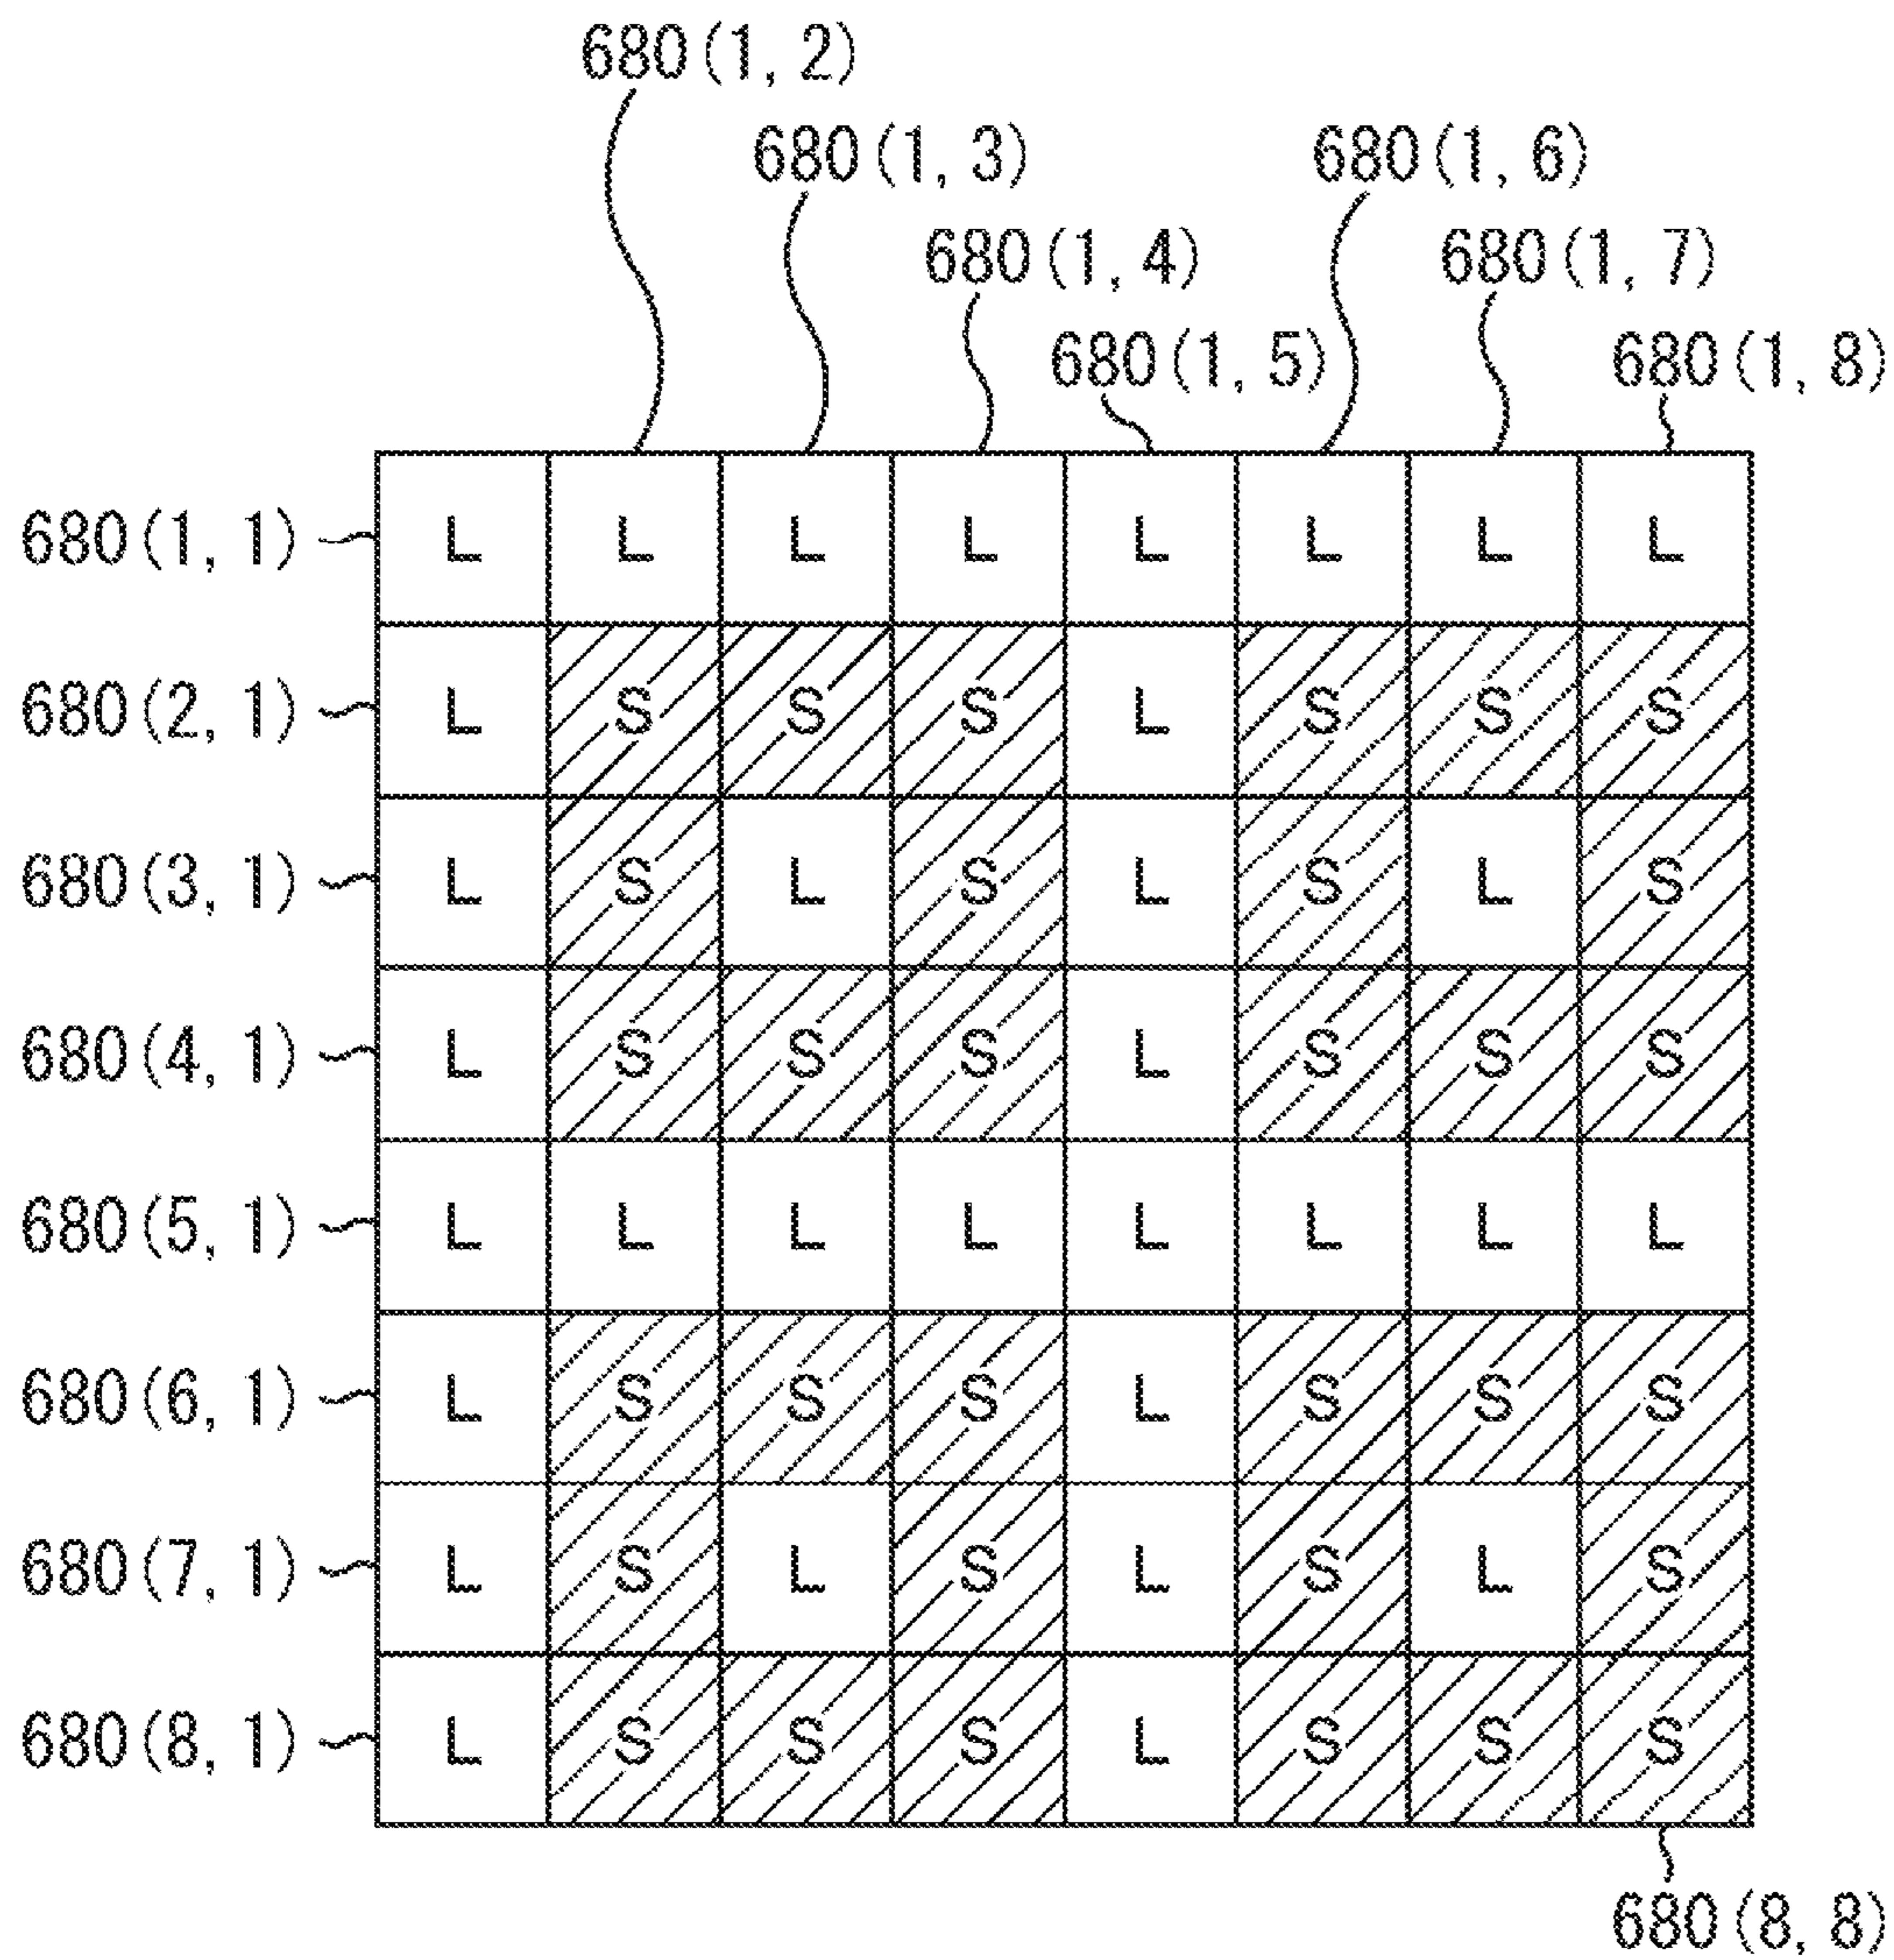 680(1, 2)
680(1, 3)
680(1, 6)
680(1, 4)
680(1, 7)
680(1, 5)
680(1, 8)
680(1, 1) L L L L L L L L
680(2, 1) L S S S L S S S
680(3, 1) L S L S L S L S
680(4, 1) L S S S L S S S
680(5, 1) L L L L L L L L
680(6, 1) L S S S L S S S
680(7, 1) L S L S L S L S
680(8, 1) L S S S L S S S
680(8, 8)